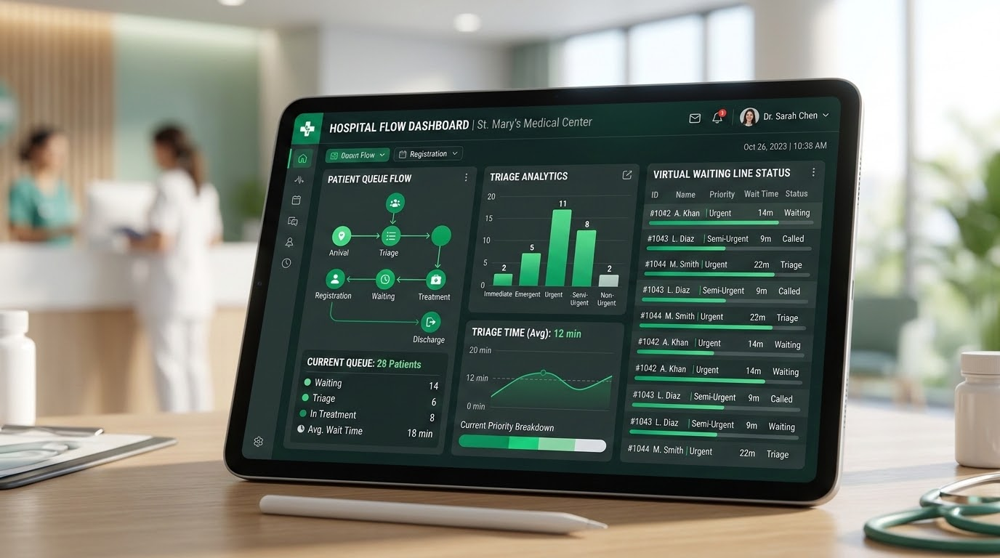 HOSPITAL FLOW DASHBOARD | St. Mary's Medical Center
3
Dr. Sarah Chen
Oct 26, 2023 | 10:38 AM
Flow
Registration
PATIENT QUEUE FLOW
Arrival
Triage
Registration
Waiting
Treatment
Discharge
CURRENT QUEUE: 28 Patients
Waiting 14
Triage 6
In Treatment 8
Avg. Wait Time 18 min
TRIAGE ANALYTICS
20
15
10
5
0
2
5
11
8
2
Immediate
Emergent
Urgent
Urgent
Non-
Urgent
TRIAGE TIME (Avg): 12 min
20 min
12 min
0 min
Current Priority Breakdown
VIRTUAL WAITING LINE STATUS
ID Name Priority Wait Time Status
#1042 A. Khan | Urgent 14m Waiting
#1043 L. Diaz | Semi-Urgent 9m Called
#1044 M. Smith | Urgent 22m Triage
#1043 L. Diaz | Semi-Urgent 9m Called
#1044 M. Smith | Urgent 22m Triage
#1042 A. Khan | Urgent 14m Waiting
#1042 A. Khan | Urgent 14m Waiting
#1043 L. Diaz | Semi-Urgent 9m Called
#1043 L. Diaz | Semi-Urgent 9m Waiting
#1044 M. Smith | Urgent 22m Triage